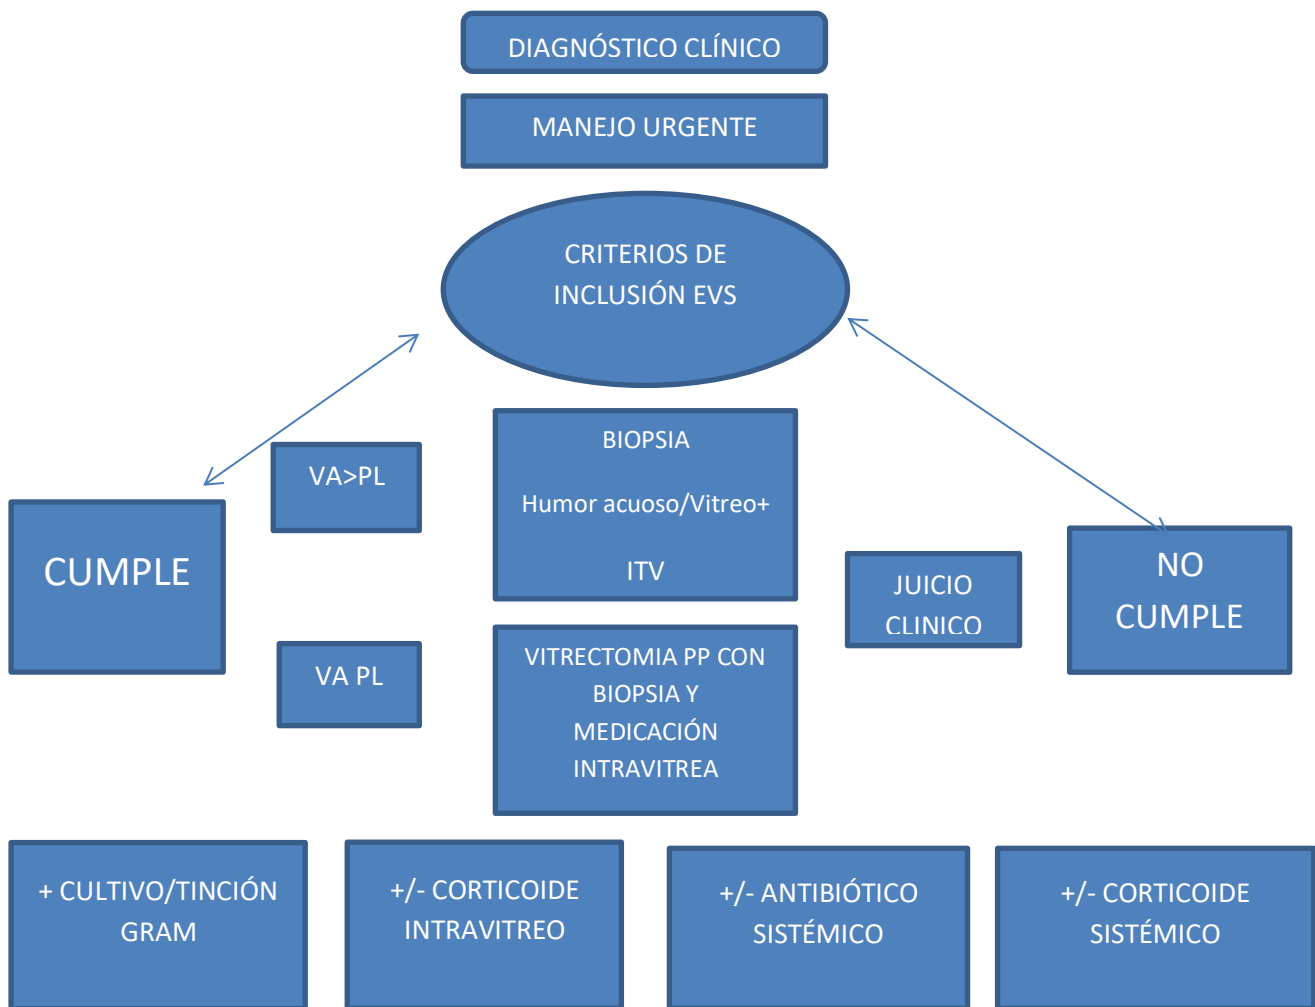 DIAGNÓSTICO CLÍNICO
MANEJO URGENTE
CRITERIOS DE
INCLUSIÓN EVS
VA>PL
BIOPSIA
Humor acuoso/Vitreo+
ITV
CUMPLE
JUICIO
CLINICO
NO
CUMPLE
VA PL
VITRECTOMIA PP CON
BIOPSIA Y
MEDICACIÓN
INTRAVITREA
+ CULTIVO/TINCIÓN
GRAM
+/- CORTICOIDE
INTRAVITREO
+/- ANTIBIÓTICO
SISTÉMICO
+/- CORTICOIDE
SISTÉMICO